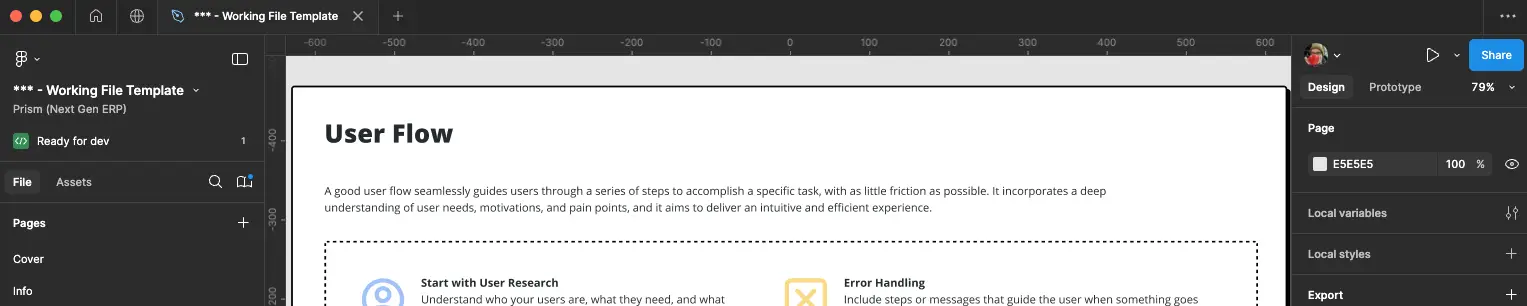 *** - Working File Template
-600 -500 -400 -300 -200 -100 0 100 200 300 400 500 600
Share
*** - Working File Template
Prism (Next Gen ERP)
Ready for dev 1
File Assets
Pages
Cover
Info
-400
-300
200
User Flow
A good user flow seamlessly guides users through a series of steps to accomplish a specific task, with as little friction as possible. It incorporates a deep
understanding of user needs, motivations, and pain points, and it aims to deliver an intuitive and efficient experience.
Start with User Research
Understand who your users are, what they need, and what
Error Handling
Include steps or messages that guide the user when something goes
Design Prototype 79%
Page
E5E5E5 100 %
Local variables
Local styles
Export